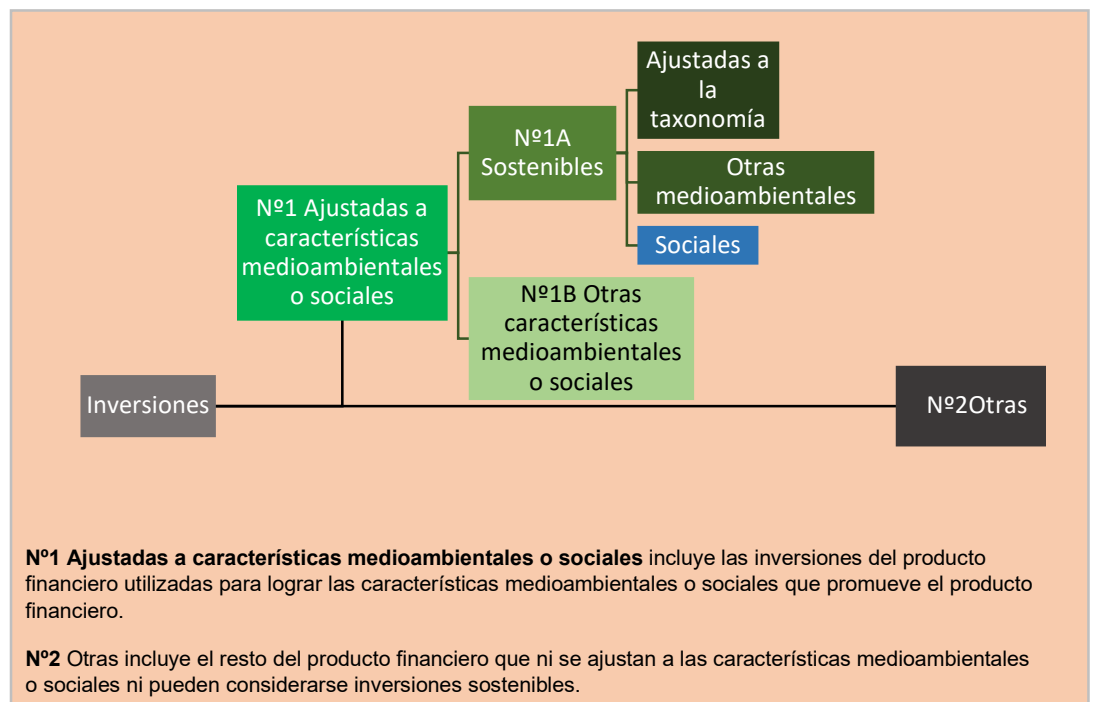 Ajustadas a
la
taxonomía
Nº1A
Sostenibles
Otras
medioambientales
Nº1 Ajustadas a
características
medioambientales
o sociales
Sociales
Nº1B Otras
características
medioambientales
o sociales
Inversiones
Nº2Otras
Nº1 Ajustadas a características medioambientales o sociales incluye las inversiones del producto
financiero utilizadas para lograr las características medioambientales o sociales que promueve el producto
financiero.
Nº2 Otras incluye el resto del producto financiero que ni se ajustan a las características medioambientales
o sociales ni pueden considerarse inversiones sostenibles.